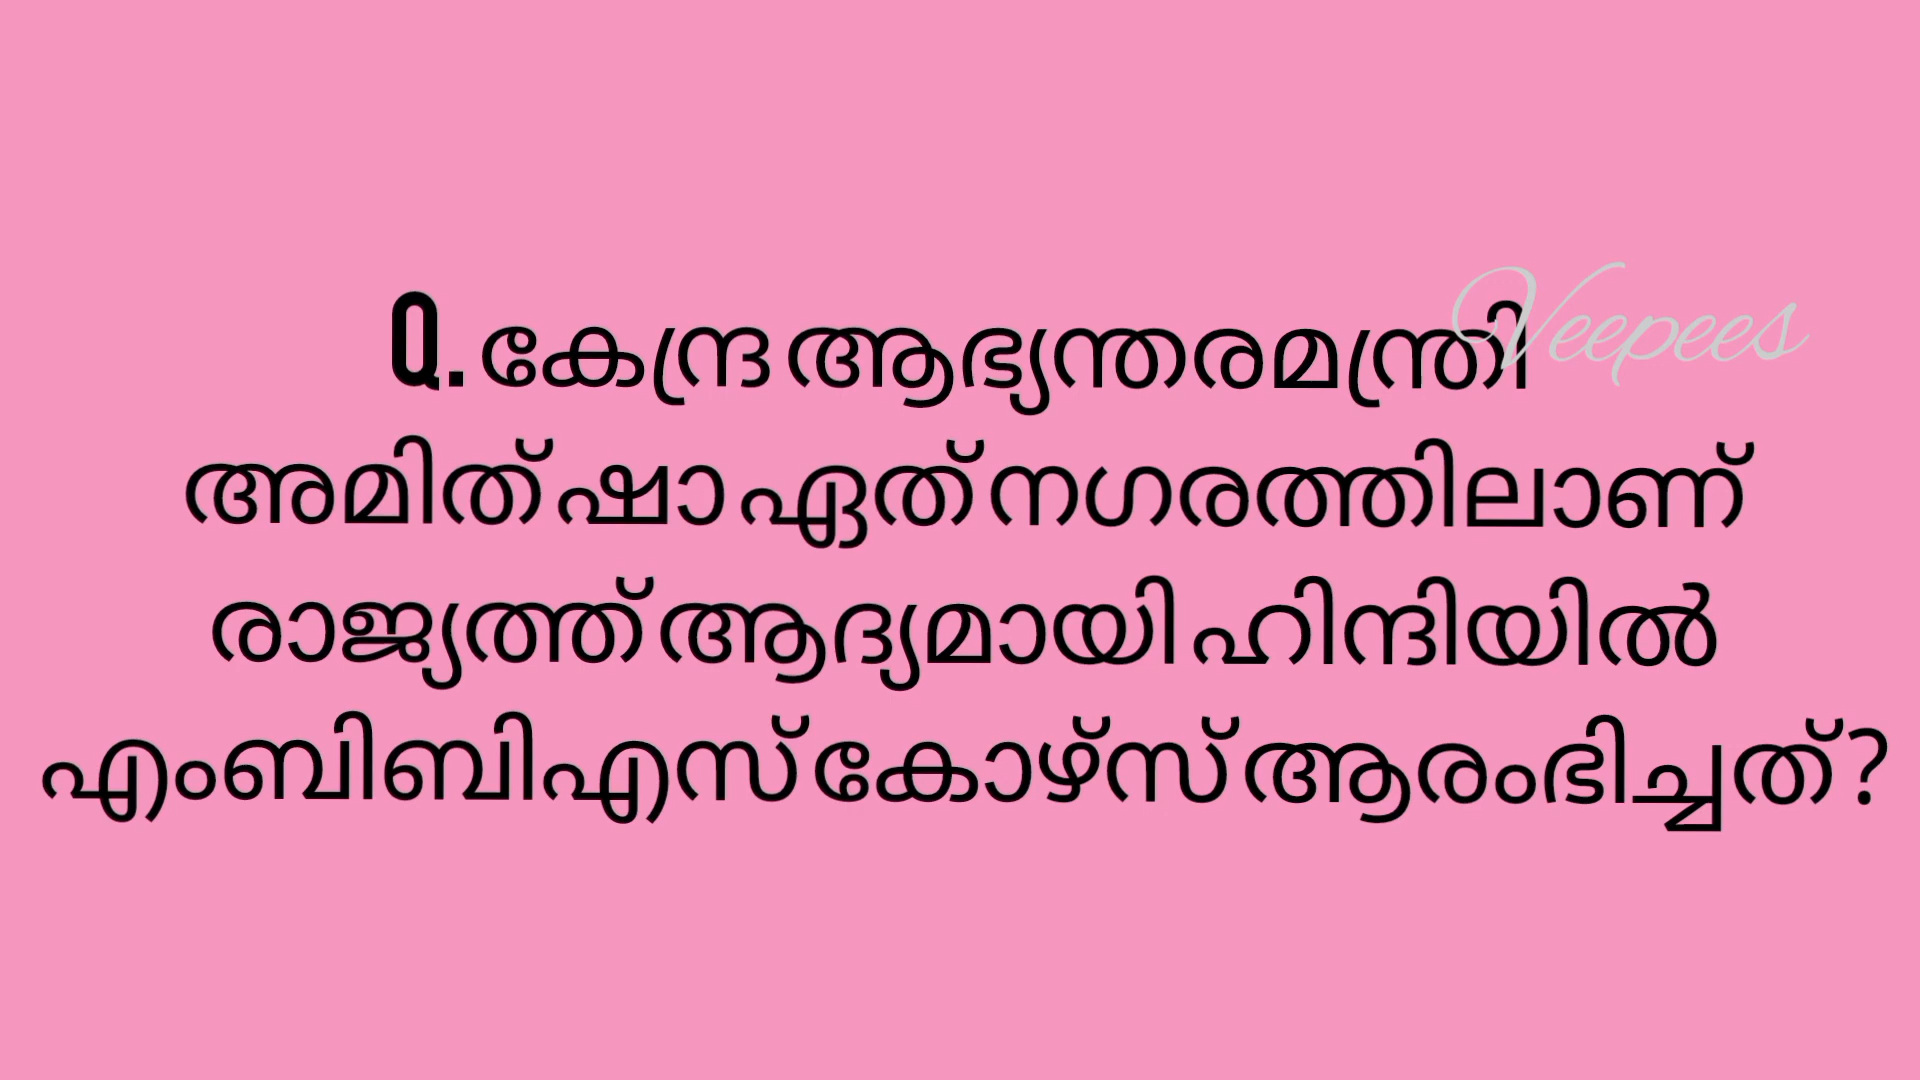 Q. കേന്ദ്ര ആഭ്യന്തരമന്ത്രി
Veepees
അമിത് ഷാ ഏത് നഗരത്തിലാണ്
രാജ്യത്ത് ആദ്യമായി ഹിന്ദിയിൽ
എംബിബിഎസ് കോഴ്സ് ആരംഭിച്ചത്?